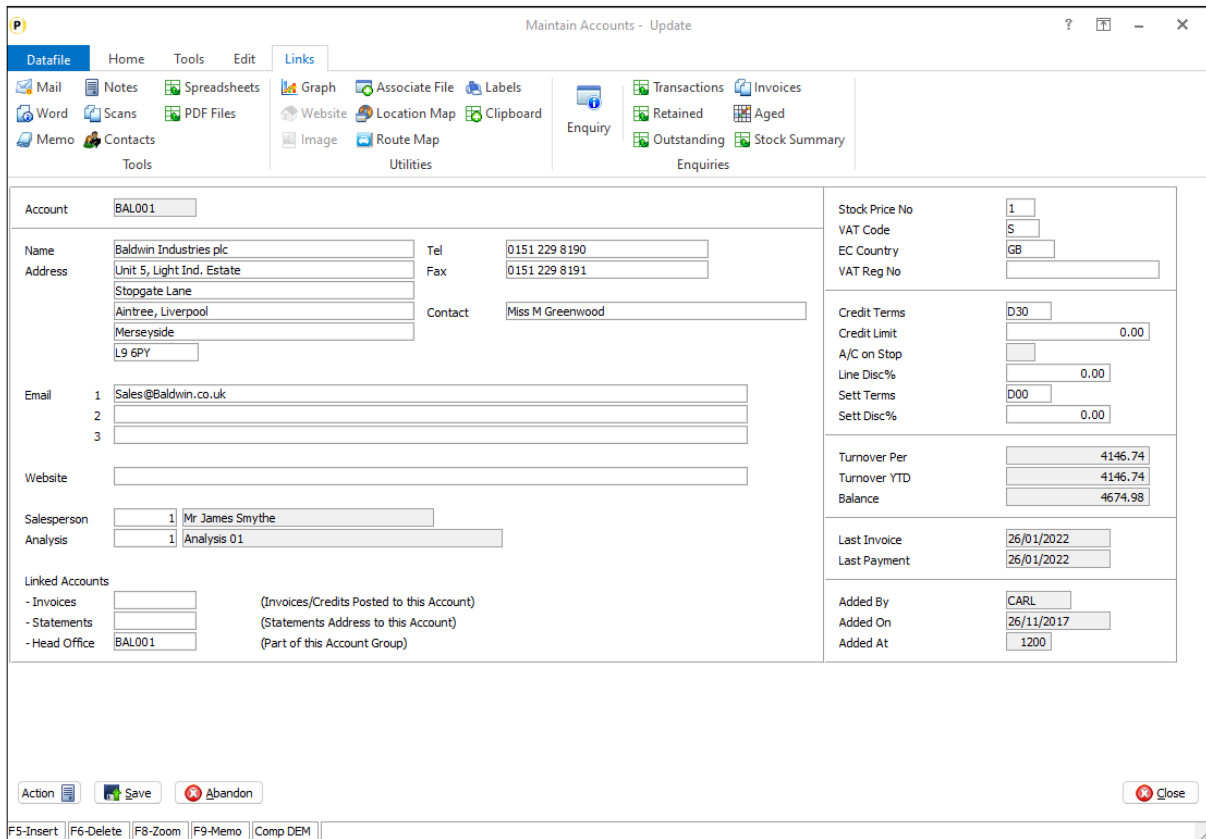 P Maintain Accounts - Update ?
Datafile Home Tools Edit Links
Mail Notes Spreadsheets Graph Associate File Labels Transactions Invoices
Word Scans PDF Files Website Location Map Clipboard Enquiry Retained Aged
Memo Contacts Image Route Map Outstanding Stock Summary
Tools Utilities Enquiries
Account BAL001
Name Baldwin Industries plc Tel 0151 229 8190
Address Unit 5, Light Ind. Estate Fax 0151 229 8191
Stopgate Lane
Aintree, Liverpool Contact Miss M Greenwood
Merseyside
L9 6PY
Email 1 Sales@Baldwin.co.uk
2
3
Website
Salesperson 1 Mr James Smythe
Analysis 1 Analysis 01
Linked Accounts
- Invoices (Invoices/Credits Posted to this Account)
- Statements (Statements Address to this Account)
- Head Office BAL001 (Part of this Account Group)
Stock Price No 1
VAT Code S
EC Country GB
VAT Reg No
Credit Terms D30
Credit Limit 0.00
A/C on Stop
Line Disc% 0.00
Sett Terms D00
Sett Disc% 0.00
Turnover Per 4146.74
Turnover YTD 4146.74
Balance 4674.98
Last Invoice 26/01/2022
Last Payment 26/01/2022
Added By CARL
Added On 26/11/2017
Added At 1200
Action Save Abandon Close
F5-Insert F6-Delete F8-Zoom F9-Memo Comp DEM